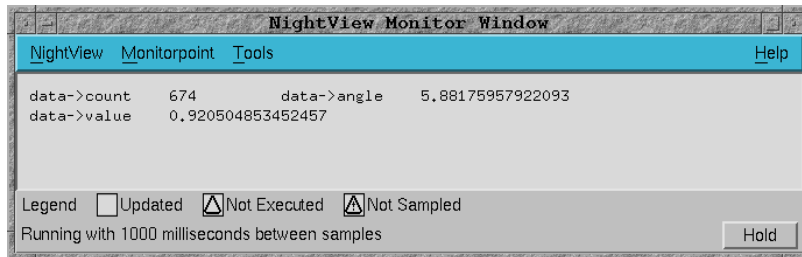 NightView Monitor Window
NightView Monitorpoint Tools Help
data->count 674 data->angle 5.88175957922093
data->value 0.920504853452457
Legend Updated Not Executed Not Sampled
Running with 1000 milliseconds between samples Hold